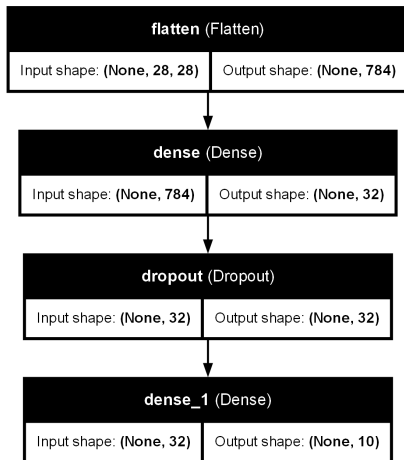 flatten (Flatten)
Input shape: (None, 28, 28) Output shape: (None, 784)
dense (Dense)
Input shape: (None, 784) Output shape: (None, 32)
dropout (Dropout)
Input shape: (None, 32) Output shape: (None, 32)
dense_1 (Dense)
Input shape: (None, 32) Output shape: (None, 10)